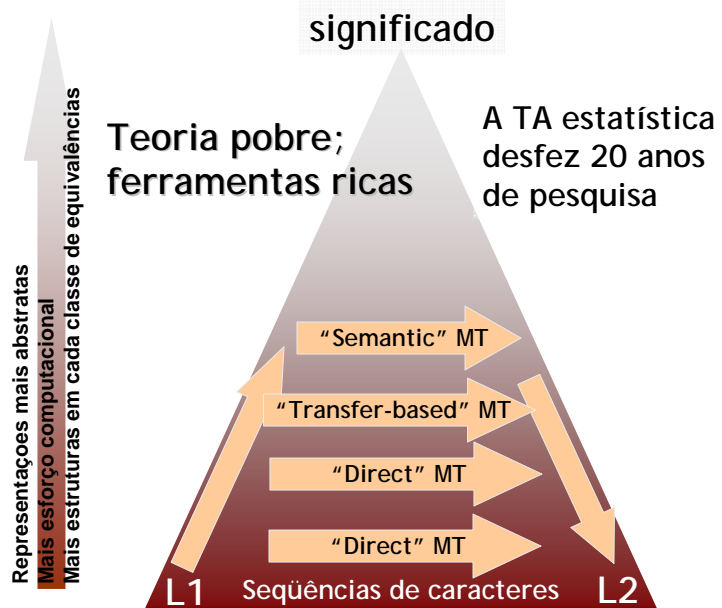 significado
Teoria pobre;
ferramentas ricas
A TA estatística
desfez 20 anos
de pesquisa
Representaçoes mais abstratas
Mais esforço computacional
Mais estruturas em cada classe de equivalências
“Semantic” MT
“Transfer-based” MT
“Direct” MT
“Direct” MT
L1
Seqüências de caracteres
L2